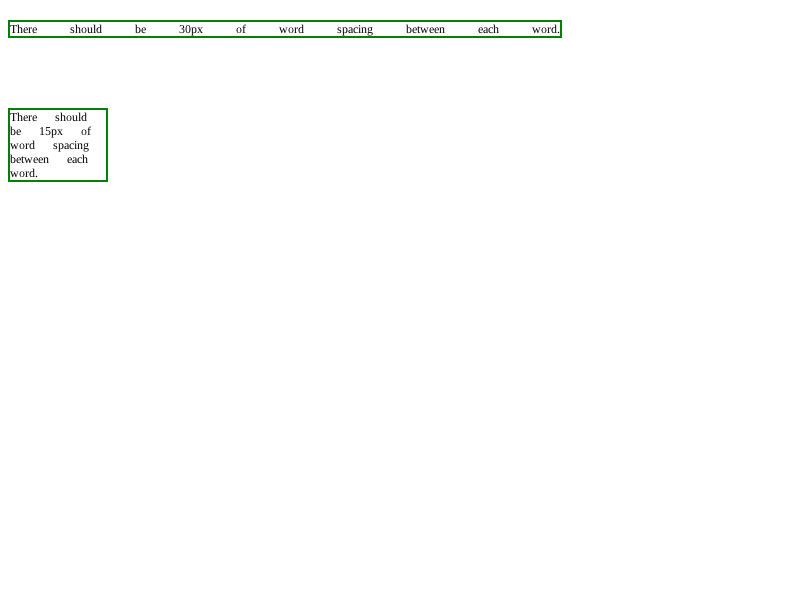 There should be 30px of word spacing between each word.
There should
be 15px of
word spacing
between each
word.